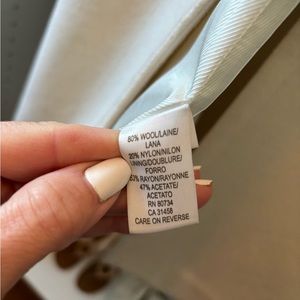 80% WOOL/LAINE/
LANA
20% NYLON/NILON
LINING/DOUBLURE/
FORRO
53% RAYON/RAYONNE
47% ACETATE/
ACETATO
RN 80734
CA 31458
CARE ON REVERSE